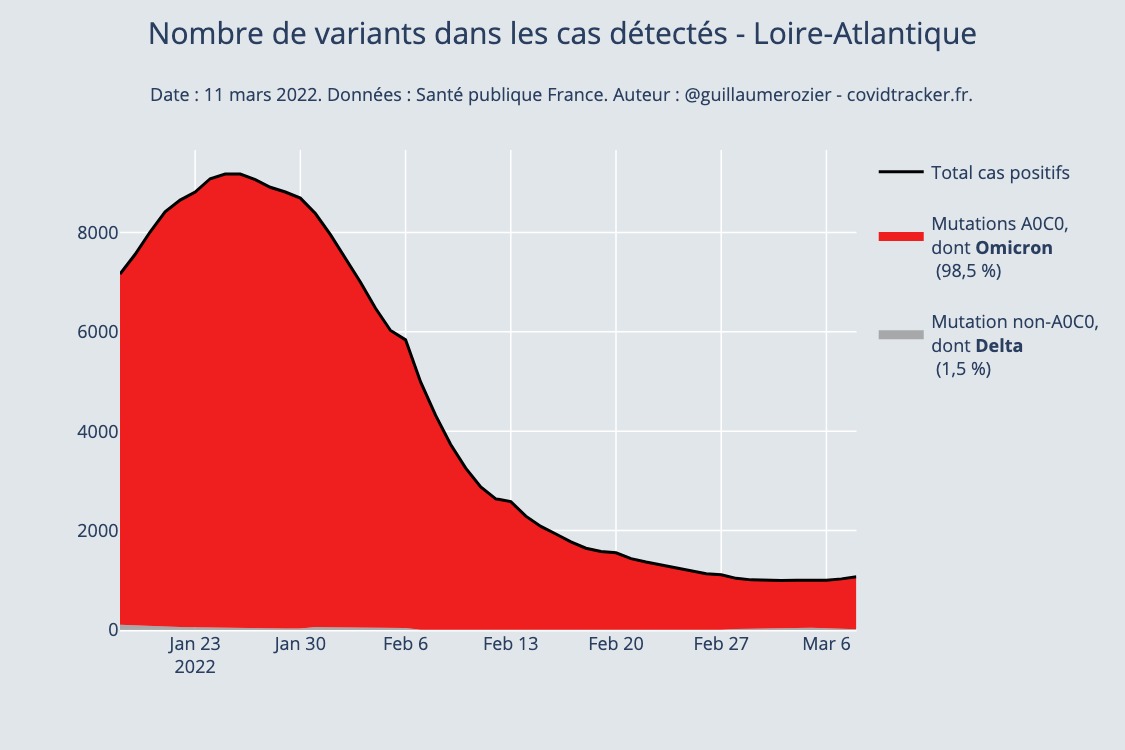 Nombre de variants dans les cas détectés - Loire-Atlantique
Date : 11 mars 2022. Données : Santé publique France. Auteur : @guillaumerozier - covidtracker.fr.
Total cas positifs
Mutations A0C0,
dont Omicron
(98,5 %)
Mutation non-A0C0,
dont Delta
(1,5 %)
8000
6000
4000
2000
0
Jan 23
2022
Jan 30
Feb 6
Feb 13
Feb 20
Feb 27
Mar 6